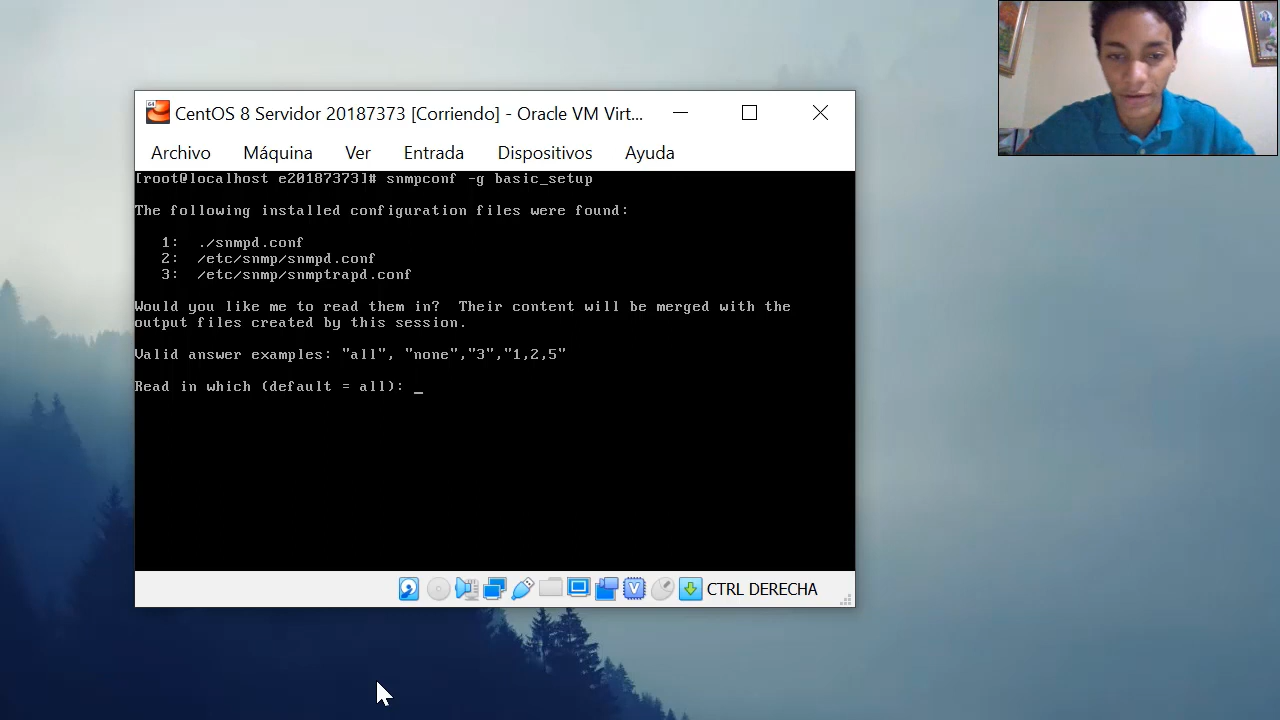 64
CentOS 8 Servidor 20187373 [Corriendo] - Oracle VM Virt...
Archivo Máquina Ver Entrada Dispositivos Ayuda
[root@localhost e20187373]# snmpconf -g basic_setup
The following installed configuration files were found:
1: ./snmpd.conf
2: /etc/snmp/snmpd.conf
3: /etc/snmp/snmptrapd.conf
Would you like me to read them in? Their content will be merged with the
output files created by this session.
Valid answer examples: "all", "none","3","1,2,5"
Read in which (default = all): _
V CTRL DERECHA